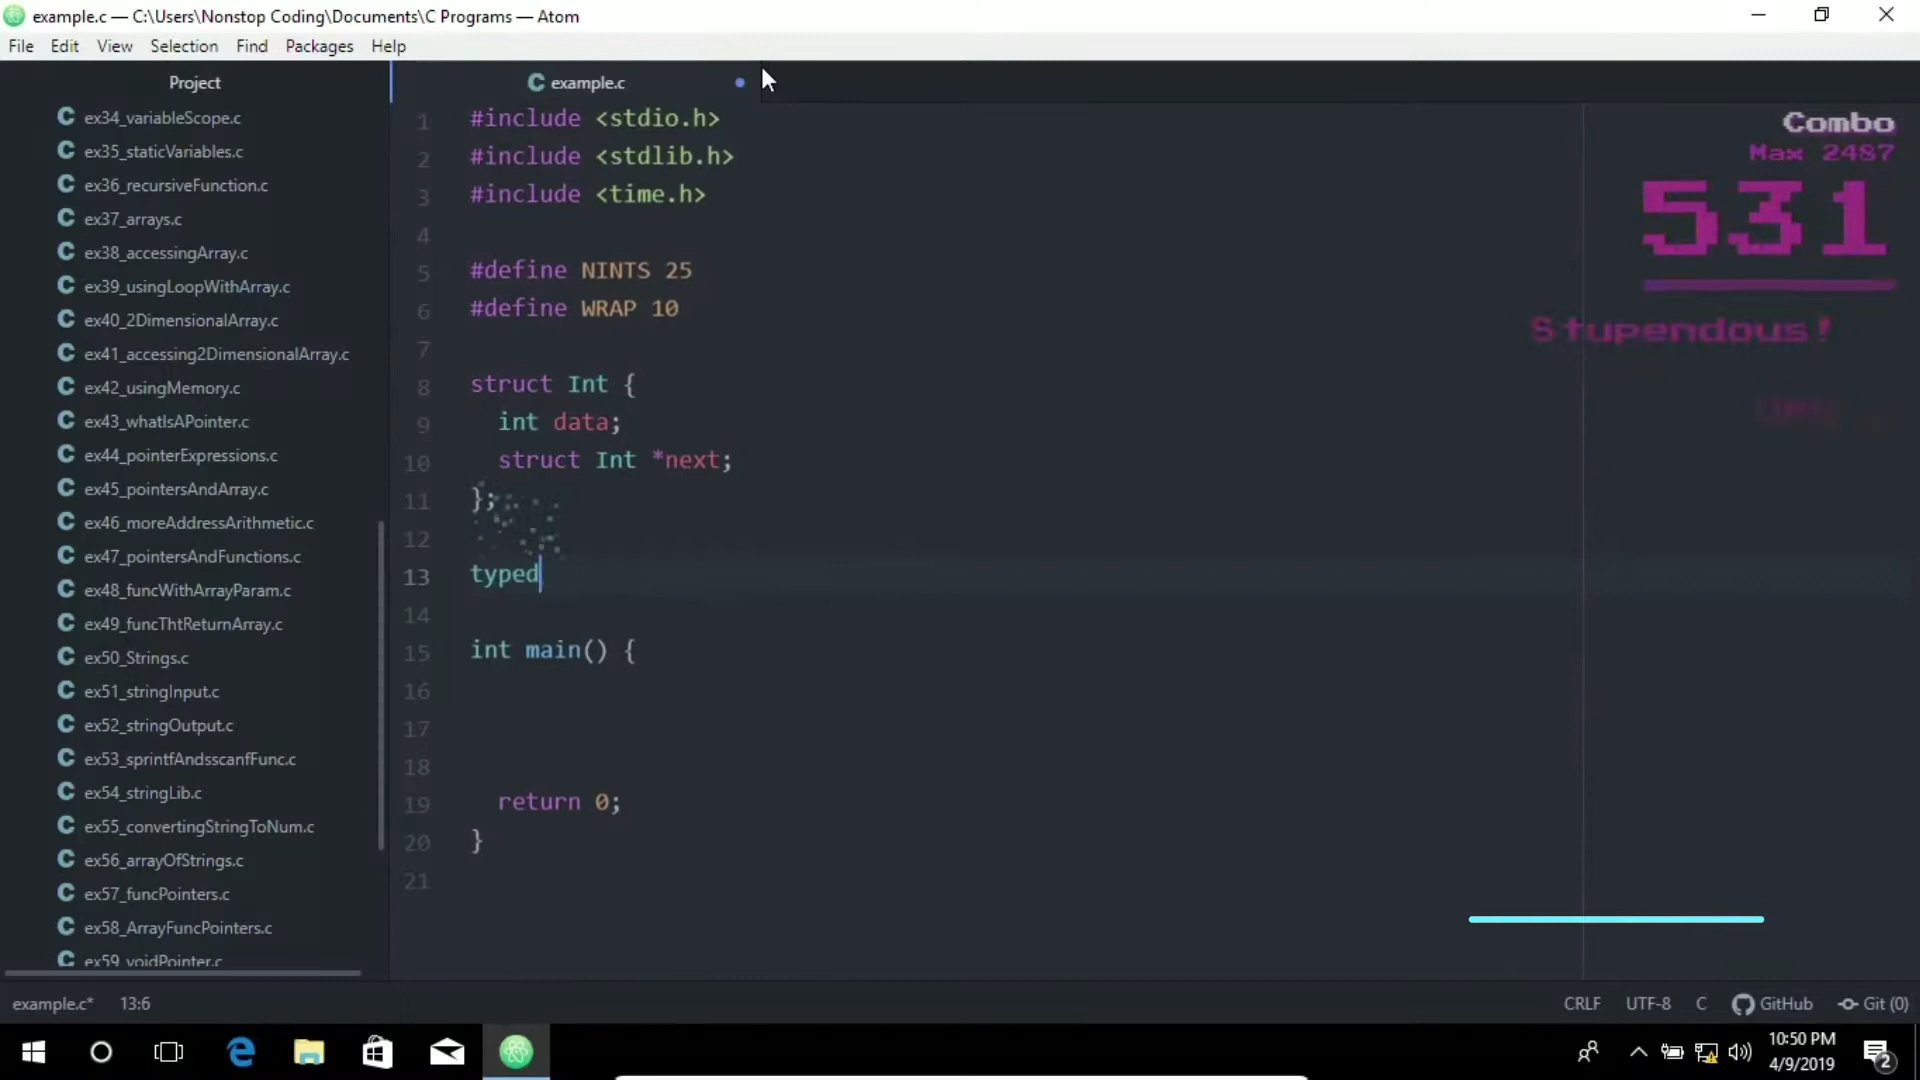 example.c — C:\Users\Nonstop Coding\Documents\C Programs — Atom
File Edit View Selection Find Packages Help
Project
ex34_variableScope.c
ex35_staticVariables.c
ex36_recursiveFunction.c
ex37_arrays.c
ex38_accessingArray.c
ex39_usingLoopWithArray.c
ex40_2DimensionalArray.c
ex41_accessing2DimensionalArray.c
ex42_usingMemory.c
ex43_whatIsAPointer.c
ex44_pointerExpressions.c
ex45_pointersAndArray.c
ex46_moreAddressArithmetic.c
ex47_pointersAndFunctions.c
ex48_funcWithArrayParam.c
ex49_funcThtReturnArray.c
ex50_Strings.c
ex51_stringInput.c
ex52_stringOutput.c
ex53_sprintfAndsscanfFunc.c
ex54_stringLib.c
ex55_convertingStringToNum.c
ex56_arrayOfStrings.c
ex57_funcPointers.c
ex58_ArrayFuncPointers.c
ex59_voidPointer.c
example.c
1 #include <stdio.h>
2 #include <stdlib.h>
3 #include <time.h>
4
5 #define NINTS 25
6 #define WRAP 10
7
8 struct Int {
9 int data;
10 struct Int *next;
11 };
12
13 typed
14
15 int main() {
16
17
18
19 return 0;
20 }
21
Combo
Max 2487
531
Stupendous!
example.c* 13:6
CRLF UTF-8 C GitHub Git (0)
10:50 PM
4/9/2019
2